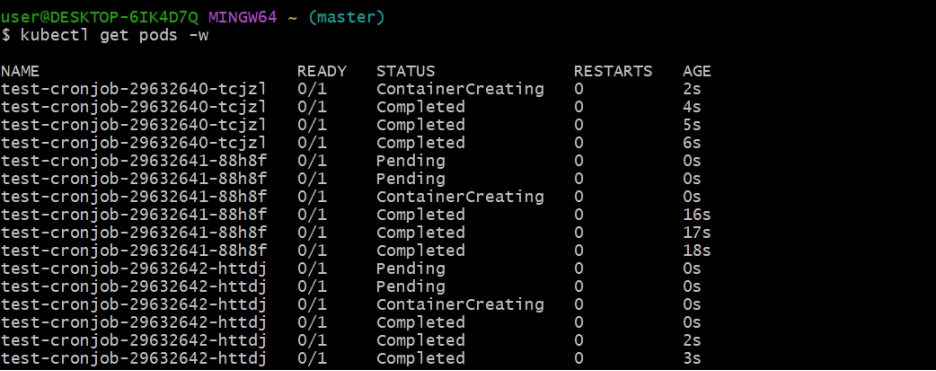 user@DESKTOP-6IK4D7Q MINGW64 ~ (master)
$ kubectl get pods -w
NAME READY STATUS RESTARTS AGE
test-cronjob-29632640-tcjzl 0/1 ContainerCreating 0 2s
test-cronjob-29632640-tcjzl 0/1 Completed 0 4s
test-cronjob-29632640-tcjzl 0/1 Completed 0 5s
test-cronjob-29632640-tcjzl 0/1 Completed 0 6s
test-cronjob-29632641-88h8f 0/1 Pending 0 0s
test-cronjob-29632641-88h8f 0/1 Pending 0 0s
test-cronjob-29632641-88h8f 0/1 ContainerCreating 0 0s
test-cronjob-29632641-88h8f 0/1 Completed 0 16s
test-cronjob-29632641-88h8f 0/1 Completed 0 17s
test-cronjob-29632641-88h8f 0/1 Completed 0 18s
test-cronjob-29632642-httdj 0/1 Pending 0 0s
test-cronjob-29632642-httdj 0/1 Pending 0 0s
test-cronjob-29632642-httdj 0/1 ContainerCreating 0 0s
test-cronjob-29632642-httdj 0/1 Completed 0 0s
test-cronjob-29632642-httdj 0/1 Completed 0 2s
test-cronjob-29632642-httdj 0/1 Completed 0 3s